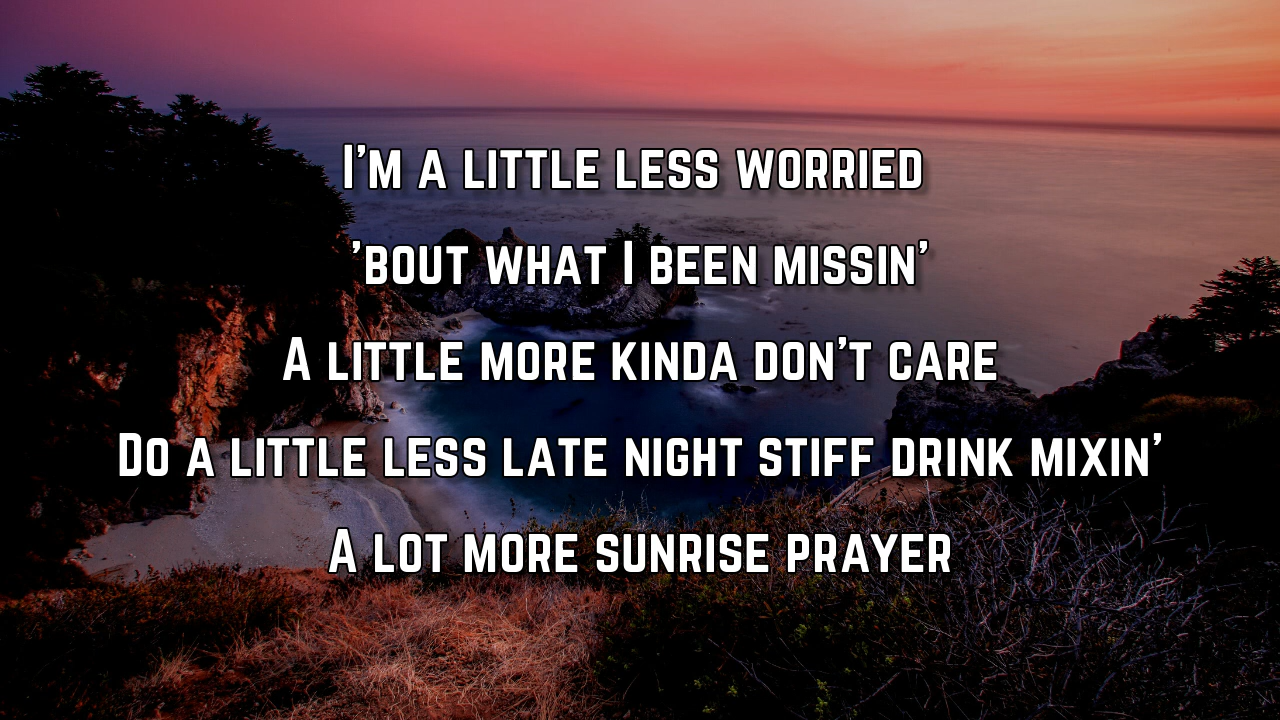 I'm a little less worried
'bout what I been missin'
A little more kinda don't care
Do a little less late night stiff drink mixin'
A lot more sunrise prayer